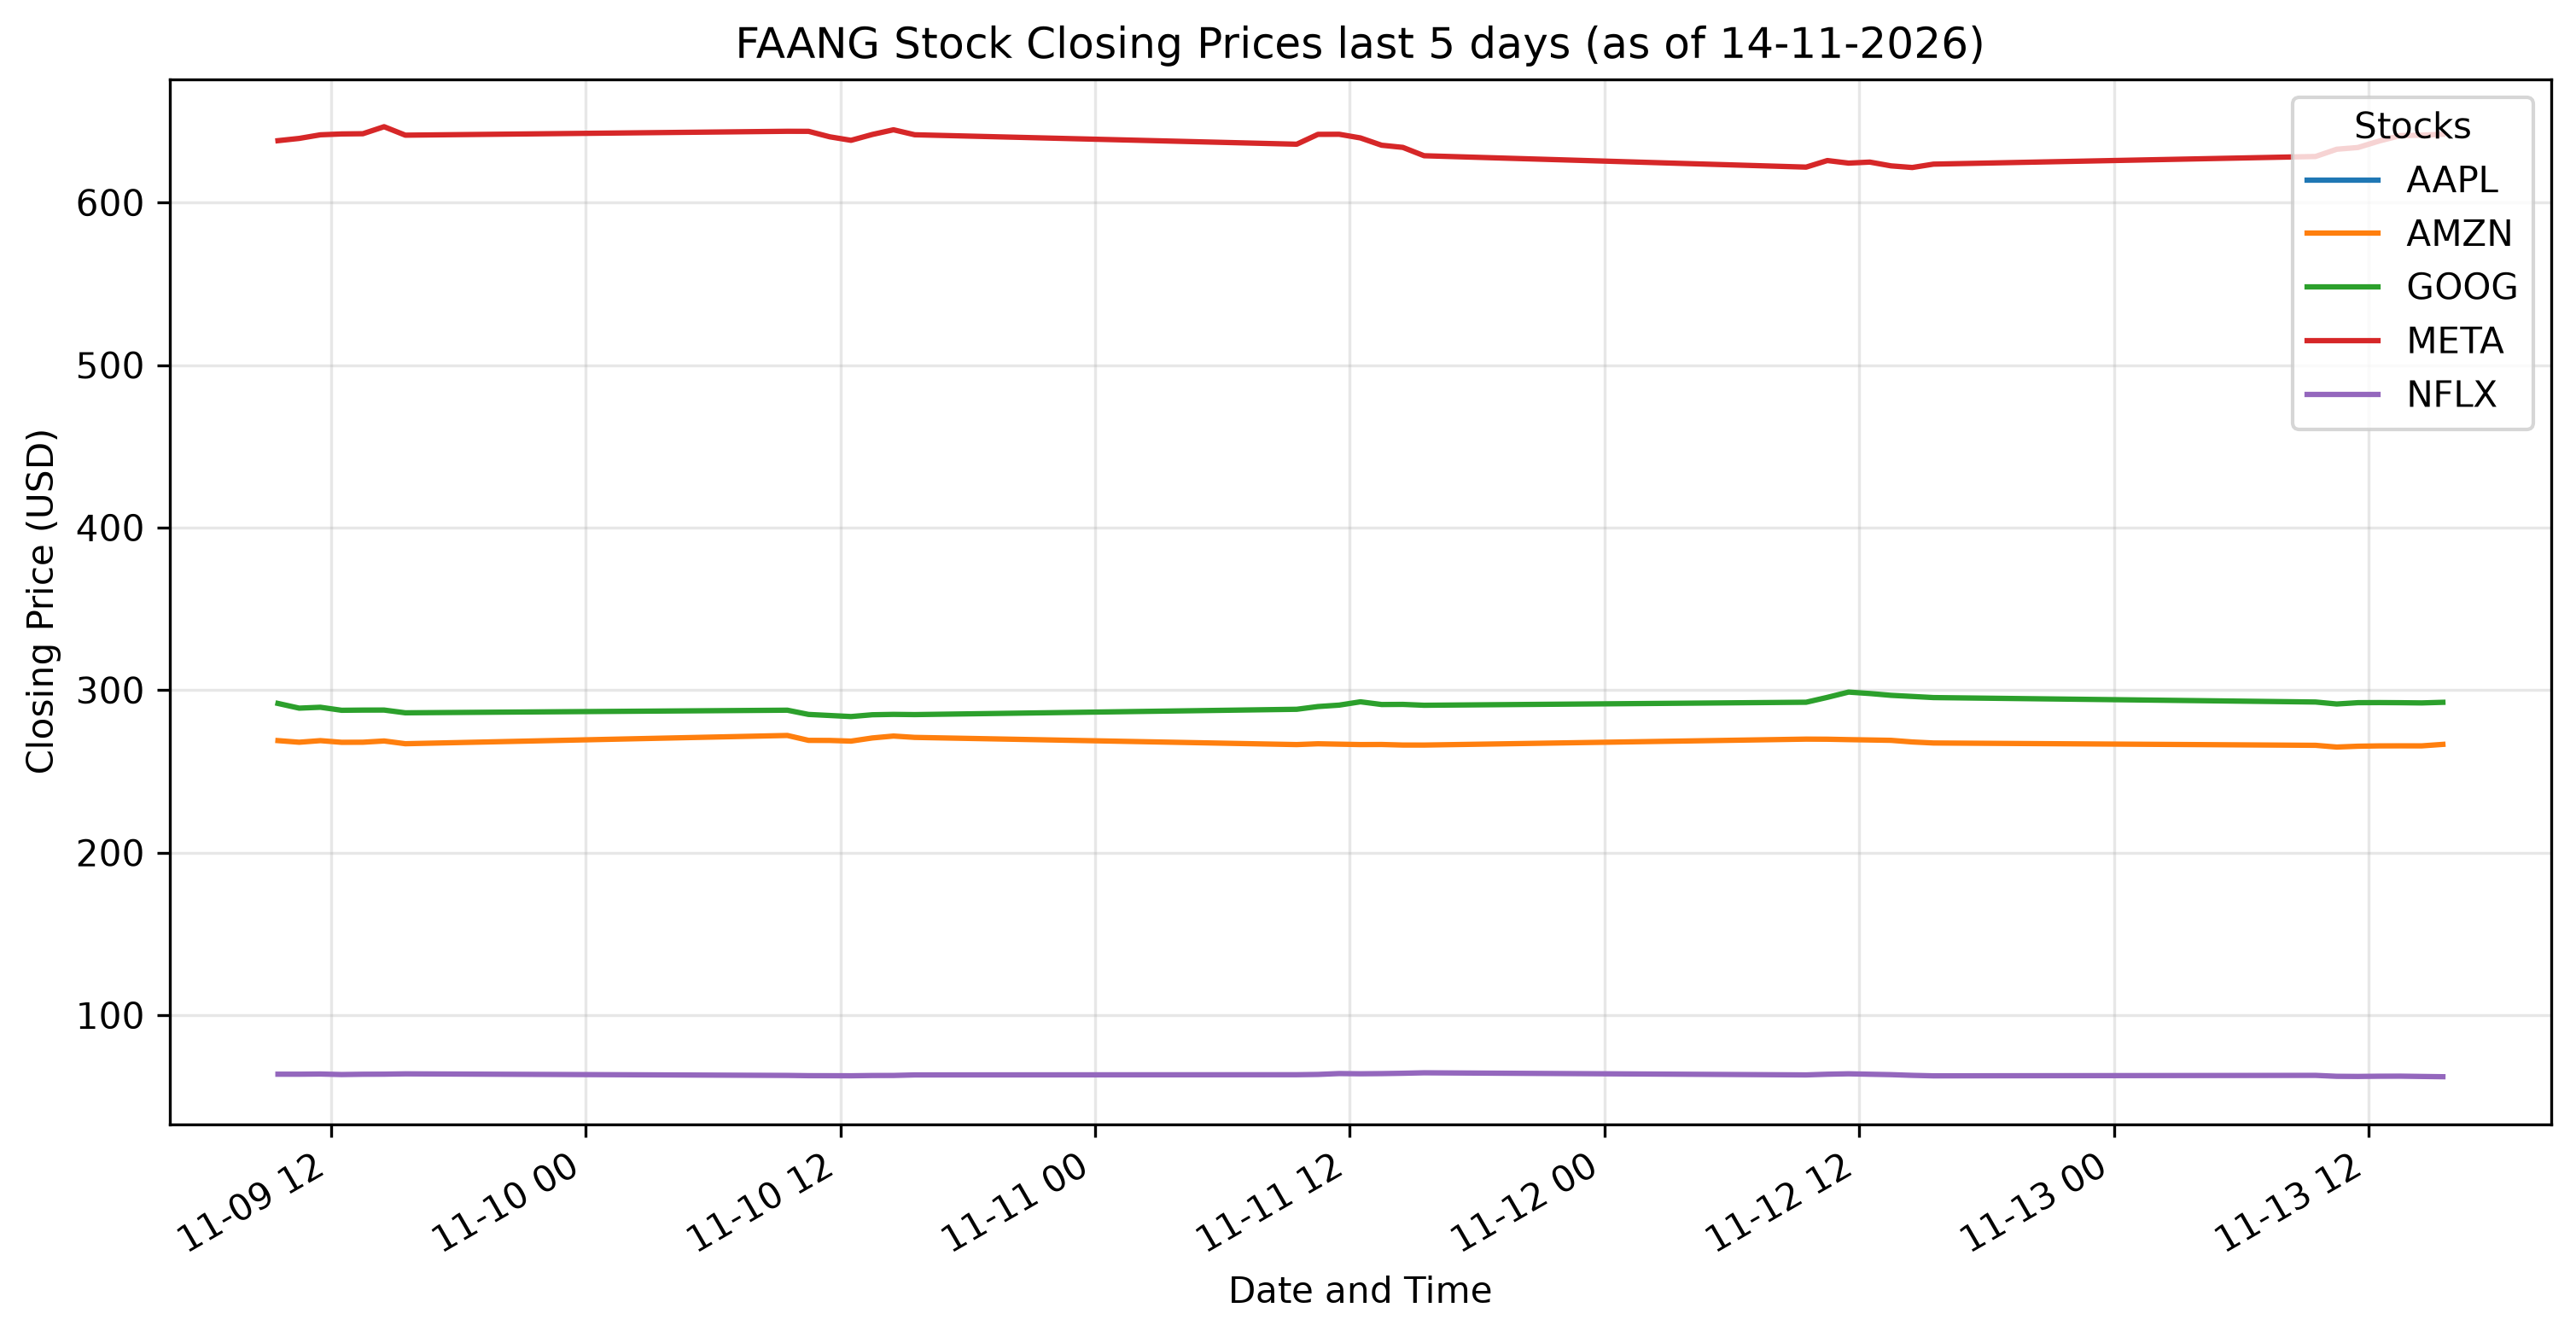 FAANG Stock Closing Prices last 5 days (as of 14-11-2026)
Stocks
AAPL
AMZN
GOOG
META
NFLX
Closing Price (USD)
600
500
400
300
200
100
11-09 12
11-10 00
11-10 12
11-11 00
11-11 12
11-12 00
11-12 12
11-13 00
11-13 12
Date and Time